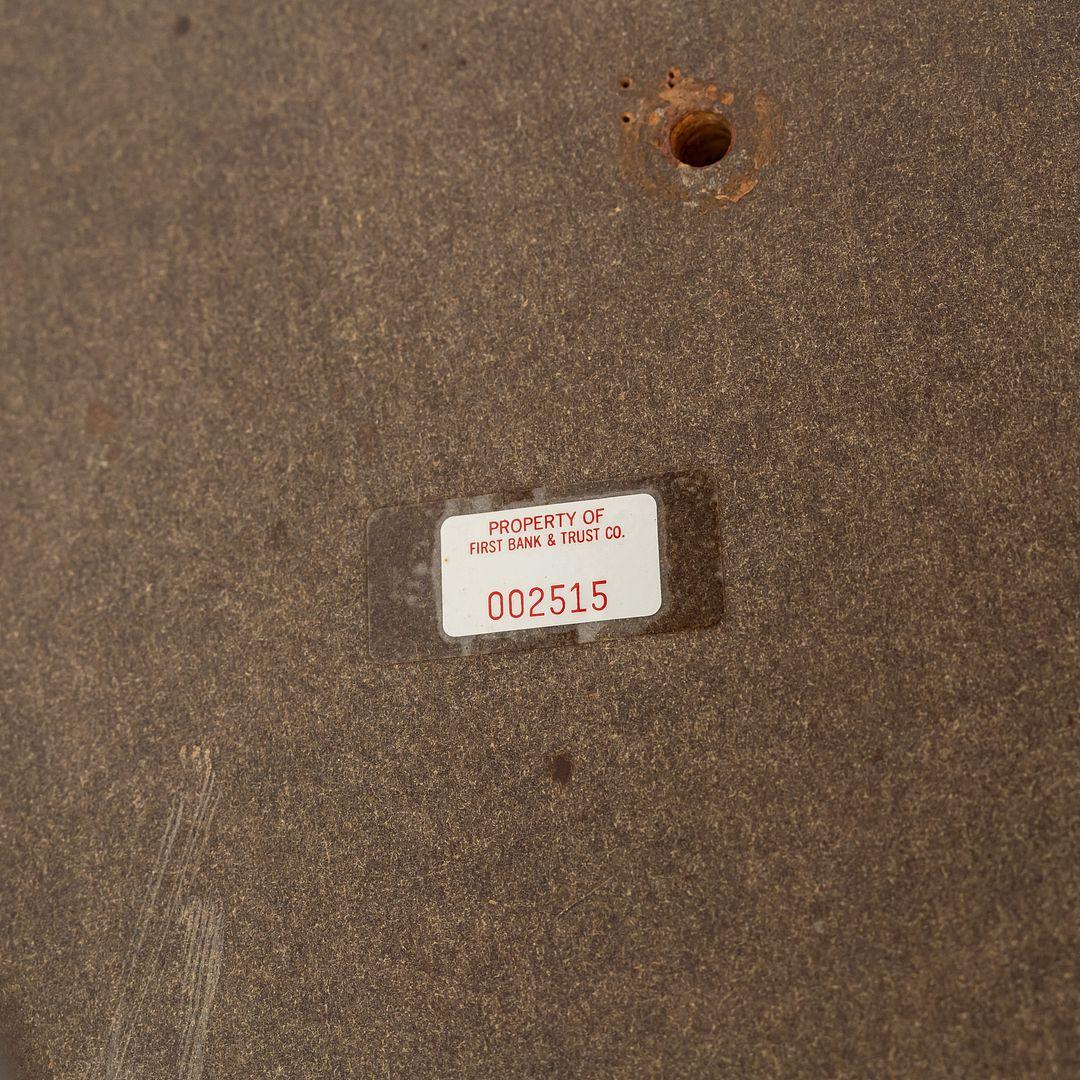 PROPERTY OF
FIRST BANK & TRUST CO.
002515